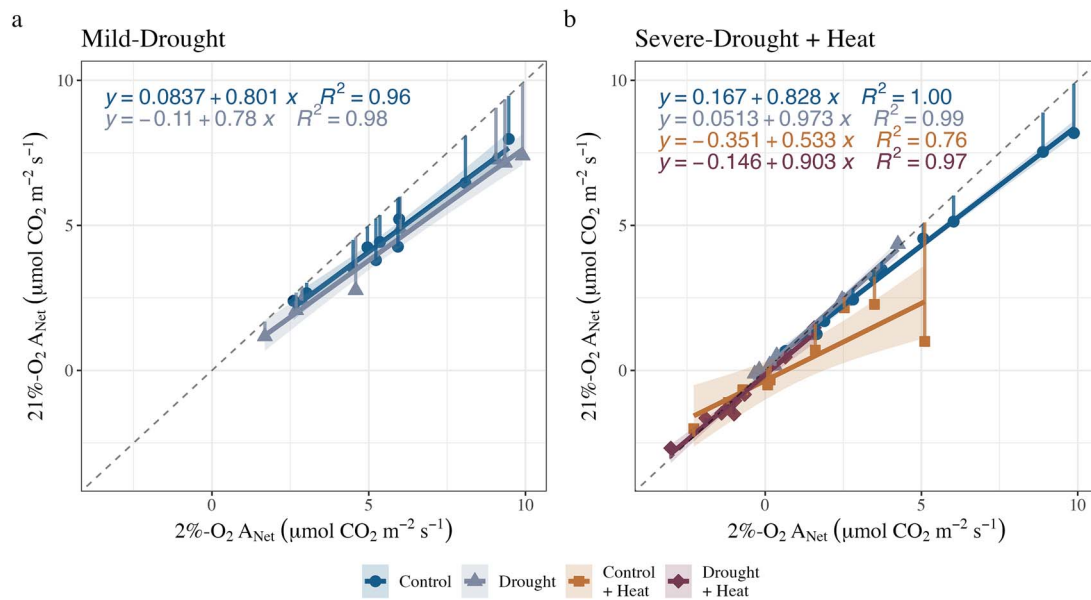 a
Mild-Drought
y = 0.0837 + 0.801 x   R² = 0.96
y = −0.11 + 0.78 x   R² = 0.98
10
5
0
21%-O₂ A_Net (μmol CO₂ m⁻² s⁻¹)
0 5 10
2%-O₂ A_Net (μmol CO₂ m⁻² s⁻¹)
b
Severe-Drought + Heat
y = 0.167 + 0.828 x   R² = 1.00
y = 0.0513 + 0.973 x   R² = 0.99
y = −0.351 + 0.533 x   R² = 0.76
y = −0.146 + 0.903 x   R² = 0.97
10
5
0
21%-O₂ A_Net (μmol CO₂ m⁻² s⁻¹)
0 5 10
2%-O₂ A_Net (μmol CO₂ m⁻² s⁻¹)
Control
Drought
Control
+ Heat
Drought
+ Heat